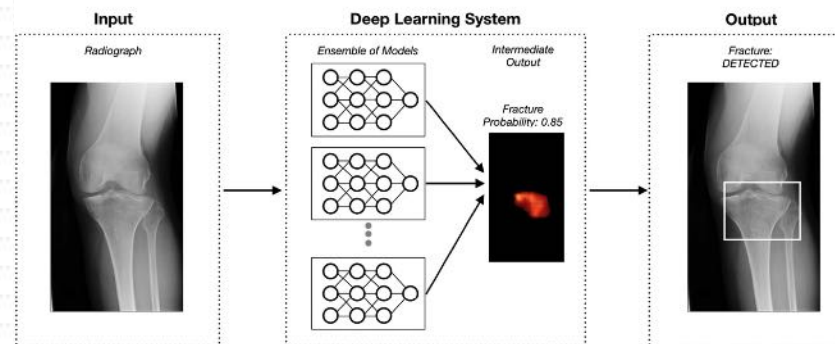 Input
Deep Learning System
Output
Radiograph
Ensemble of Models
Intermediate
Output
Fracture
Probability: 0.85
Fracture:
DETECTED